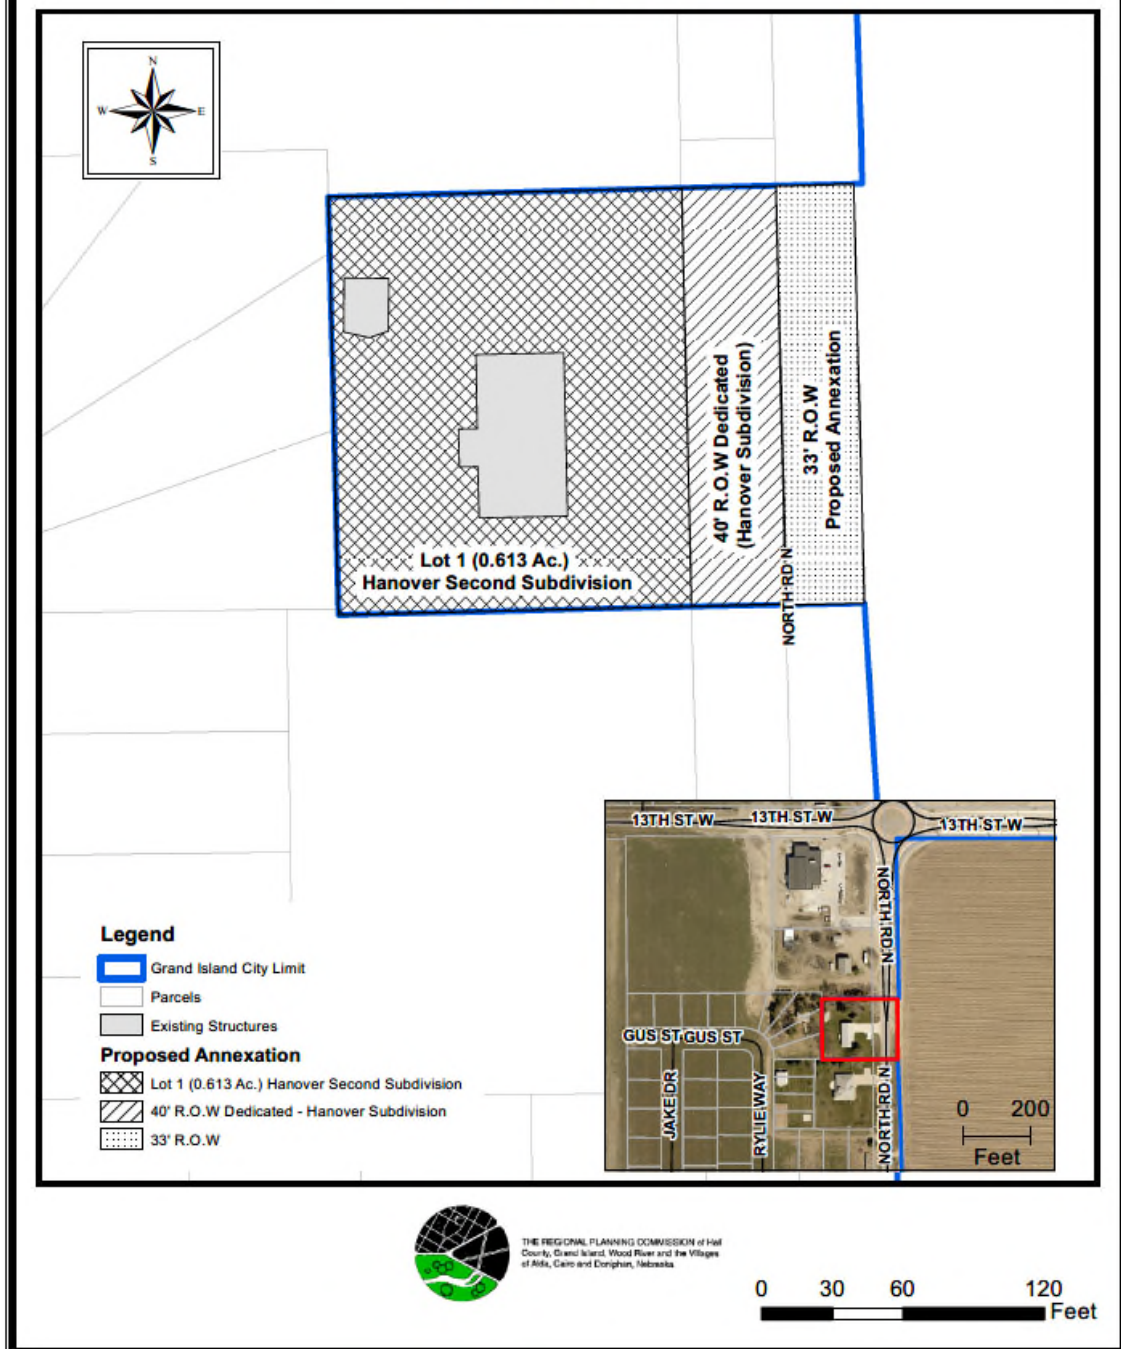 N
W E
S
40' R.O.W Dedicated
(Hanover Subdivision)
33' R.O.W
Proposed Annexation
Lot 1 (0.613 Ac.)
Hanover Second Subdivision
NORTH RD N
13TH ST W
13TH ST W
13TH ST W
NORTH RD N
GUS ST
GUS ST
JAKE DR
RYLIE WAY
NORTH RD N
0 200
Feet
Legend
Grand Island City Limit
Parcels
Existing Structures
Proposed Annexation
Lot 1 (0.613 Ac.) Hanover Second Subdivision
40' R.O.W Dedicated - Hanover Subdivision
33' R.O.W
THE REGIONAL PLANNING COMMISSION of Hall
County, Grand Island, Wood River and the Villages
of Alda, Cairo and Doniphan, Nebraska
0 30 60 120
Feet